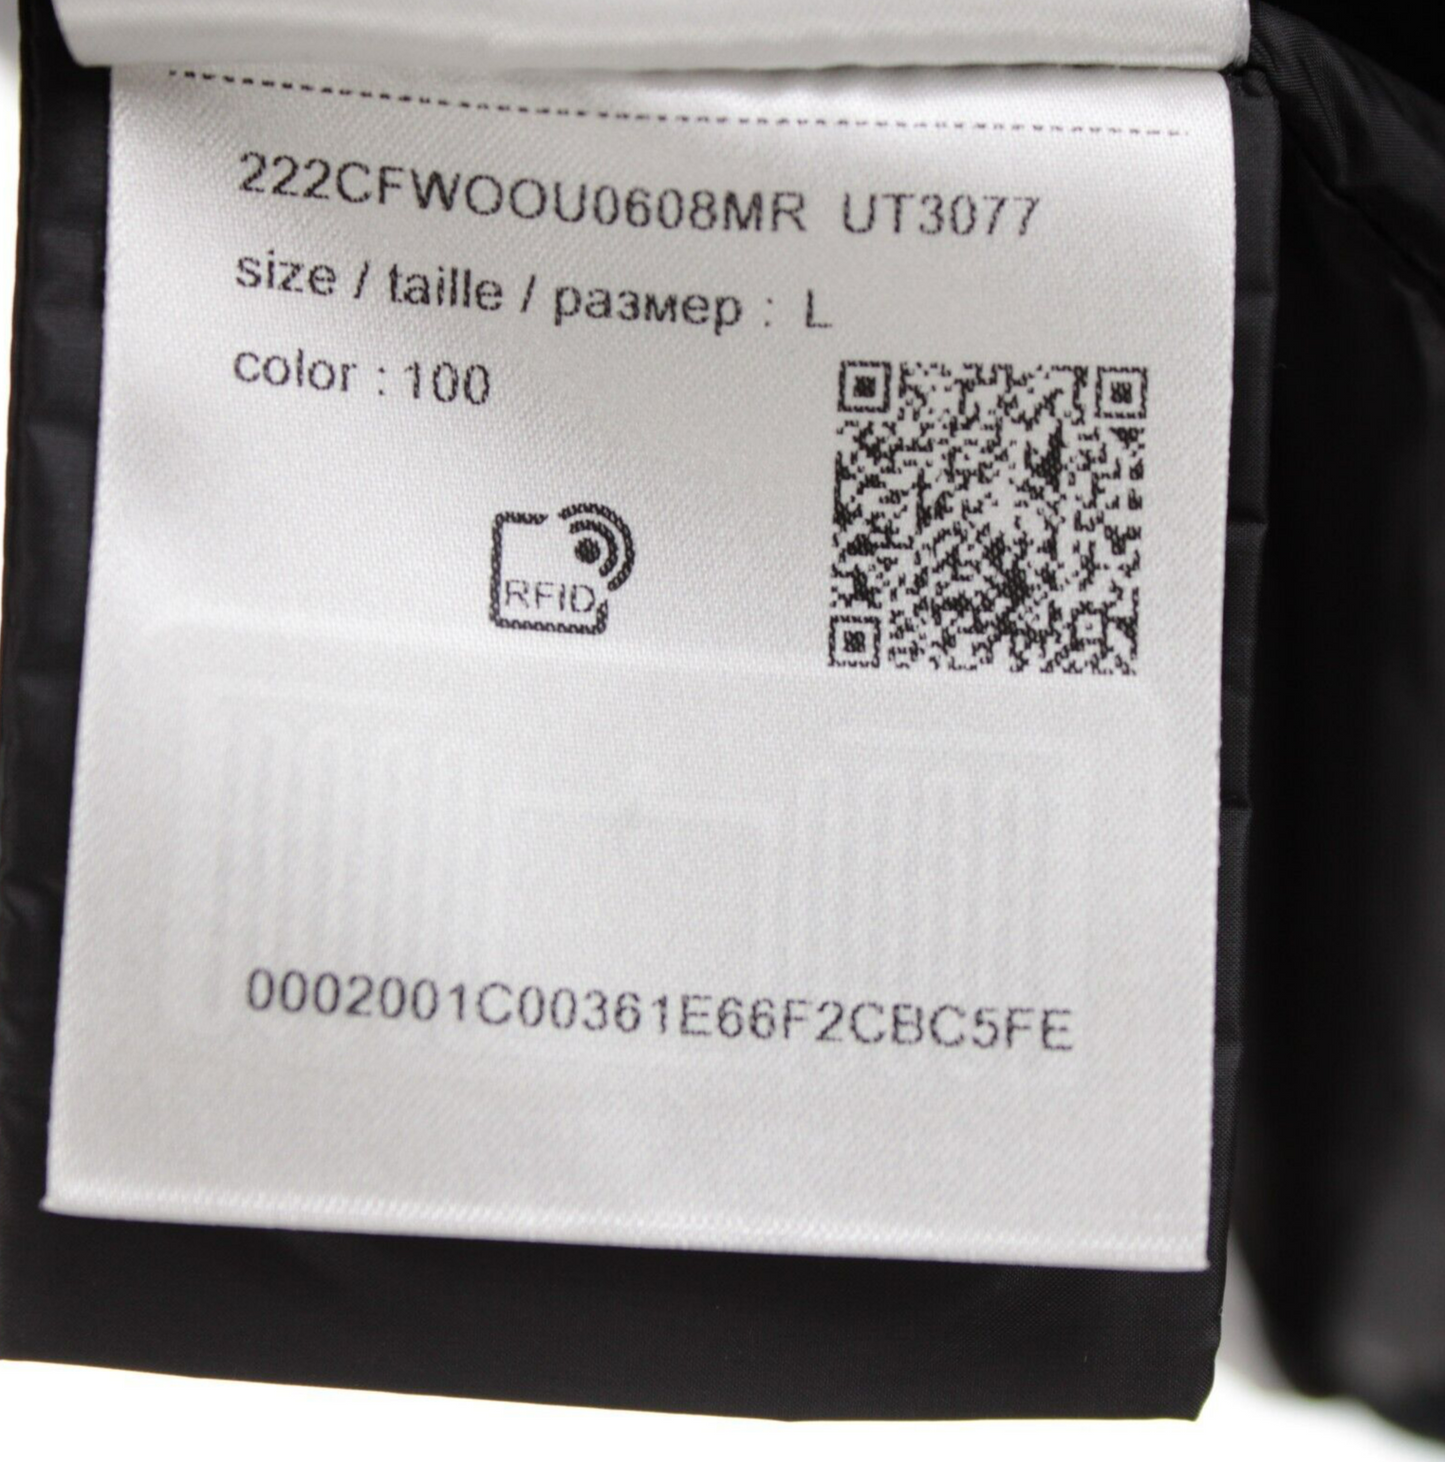 222CFWOOU0608MR UT3077
size / taille / размер : L
color : 100
RFID
0002001C00361E66F2CBC5FE